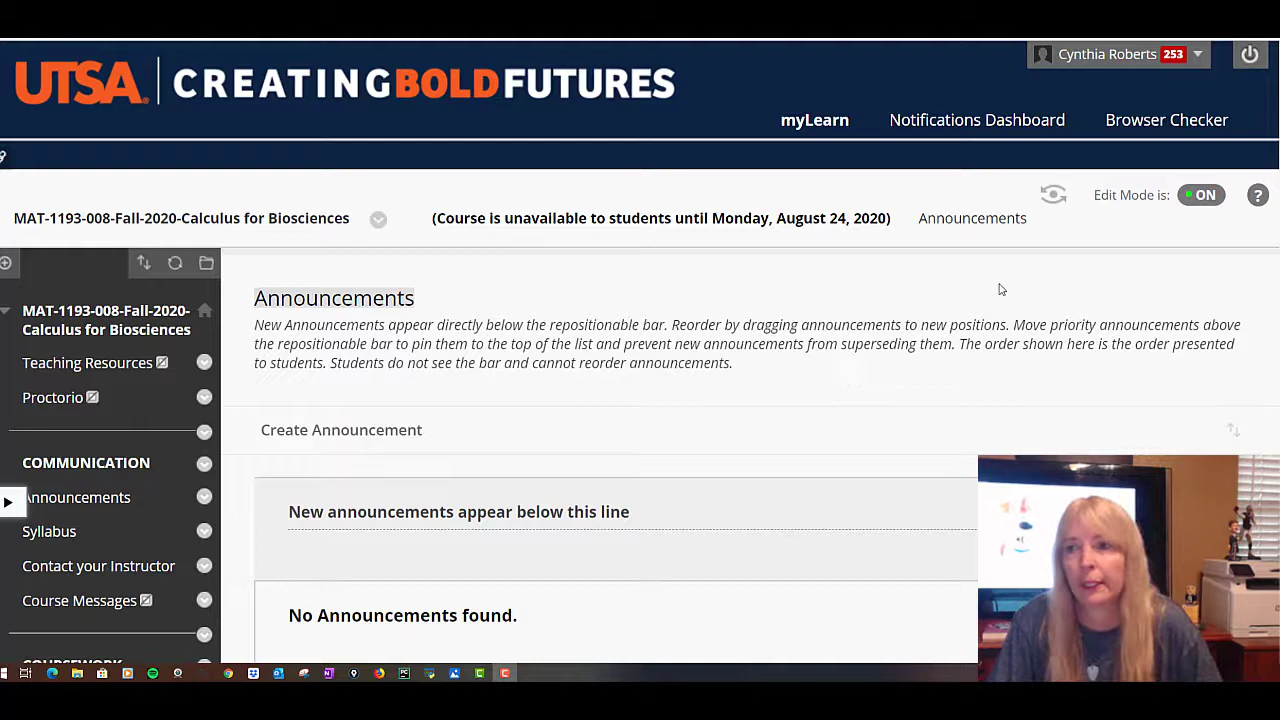 UTSA. CREATING BOLD FUTURES
Cynthia Roberts 253
myLearn Notifications Dashboard Browser Checker
MAT-1193-008-Fall-2020-Calculus for Biosciences (Course is unavailable to students until Monday, August 24, 2020) Announcements
Edit Mode is: ON ?
MAT-1193-008-Fall-2020-
Calculus for Biosciences
Teaching Resources
Proctorio
COMMUNICATION
Announcements
Syllabus
Contact your Instructor
Course Messages
COURSEWORK
Announcements
New Announcements appear directly below the repositionable bar. Reorder by dragging announcements to new positions. Move priority announcements above
the repositionable bar to pin them to the top of the list and prevent new announcements from superseding them. The order shown here is the order presented
to students. Students do not see the bar and cannot reorder announcements.
Create Announcement
New announcements appear below this line
No Announcements found.